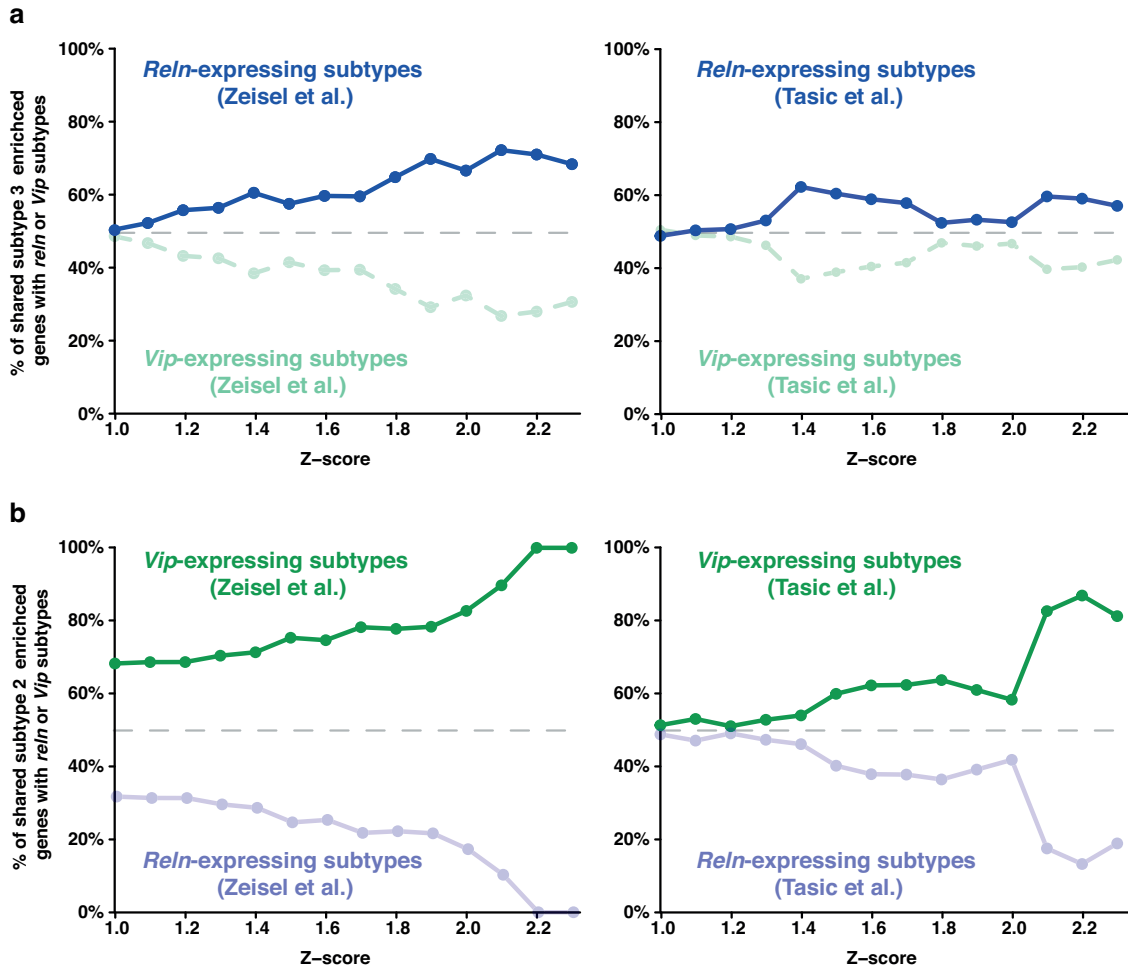 a
% of shared subtype 3 enrichced
genes with reln or Vip subtypes
100%
80%
60%
40%
20%
0%
Reln-expressing subtypes
(Zeisel et al.)
Vip-expressing subtypes
(Zeisel et al.)
1.0 1.2 1.4 1.6 1.8 2.0 2.2
Z–score
100%
80%
60%
40%
20%
0%
Reln-expressing subtypes
(Tasic et al.)
Vip-expressing subtypes
(Tasic et al.)
1.0 1.2 1.4 1.6 1.8 2.0 2.2
Z–score
b
% of shared subtype 2 enrichced
genes with reln or Vip subtypes
100%
80%
60%
40%
20%
0%
Vip-expressing subtypes
(Zeisel et al.)
Reln-expressing subtypes
(Zeisel et al.)
1.0 1.2 1.4 1.6 1.8 2.0 2.2
Z–score
100%
80%
60%
40%
20%
0%
Vip-expressing subtypes
(Tasic et al.)
Reln-expressing subtypes
(Tasic et al.)
1.0 1.2 1.4 1.6 1.8 2.0 2.2
Z–score